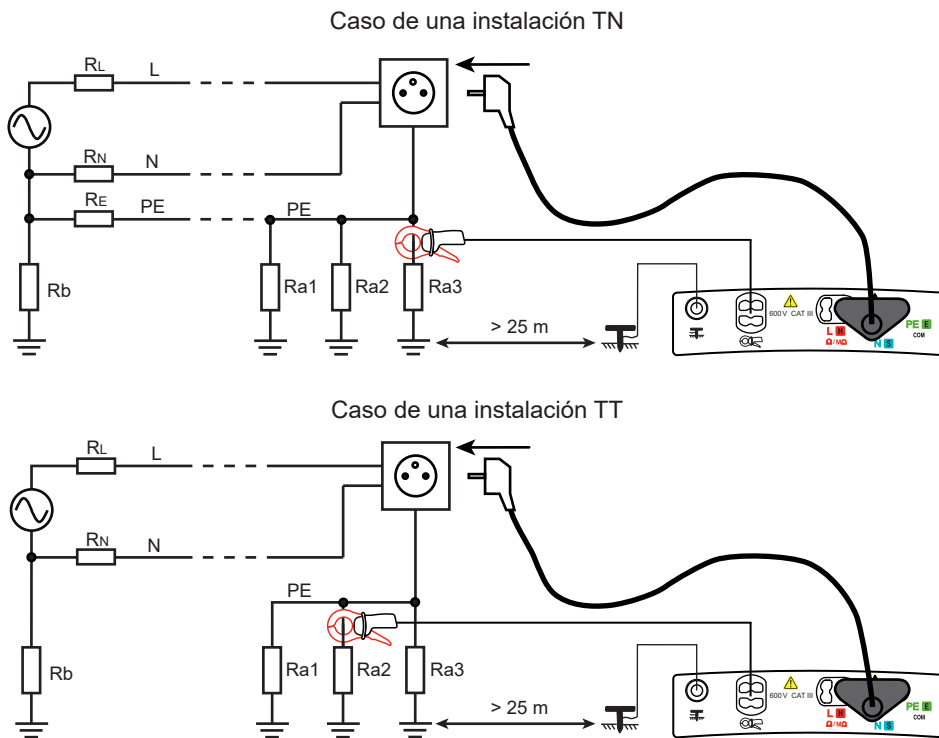 Caso de una instalación TN
RL L
RN N
RE PE PE
Rb Ra1 Ra2 Ra3
> 25 m
600 V CAT III
L H
Ω / MΩ
N S
PE E
COM
Caso de una instalación TT
RL L
RN N
PE
Rb Ra1 Ra2 Ra3
> 25 m
600 V CAT III
L H
Ω / MΩ
N S
PE E
COM